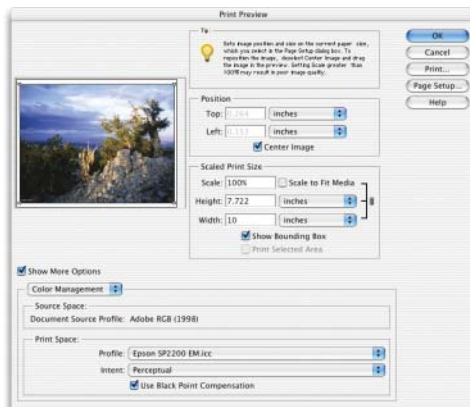 Print Preview
Tip
Sets image position and size on the current paper size,
which you select in the Page Setup dialog box. To
reposition the image, deselect Center Image and drag
the image in the preview. Setting Scale greater than
100% may result in poor image quality.
OK
Cancel
Print...
Page Setup...
Help
Position
Top: 0.264 inches
Left: inches
Center Image
Scaled Print Size
Scale: 100% Scale to Fit Media
Height: 7.722 inches
Width: 10 inches
Show Bounding Box
Print Selected Area
Show More Options
Color Management
Source Space:
Document Source Profile: Adobe RGB (1998)
Print Space:
Profile: Epson SP2200 EM.icc
Intent: Perceptual
Use Black Point Compensation